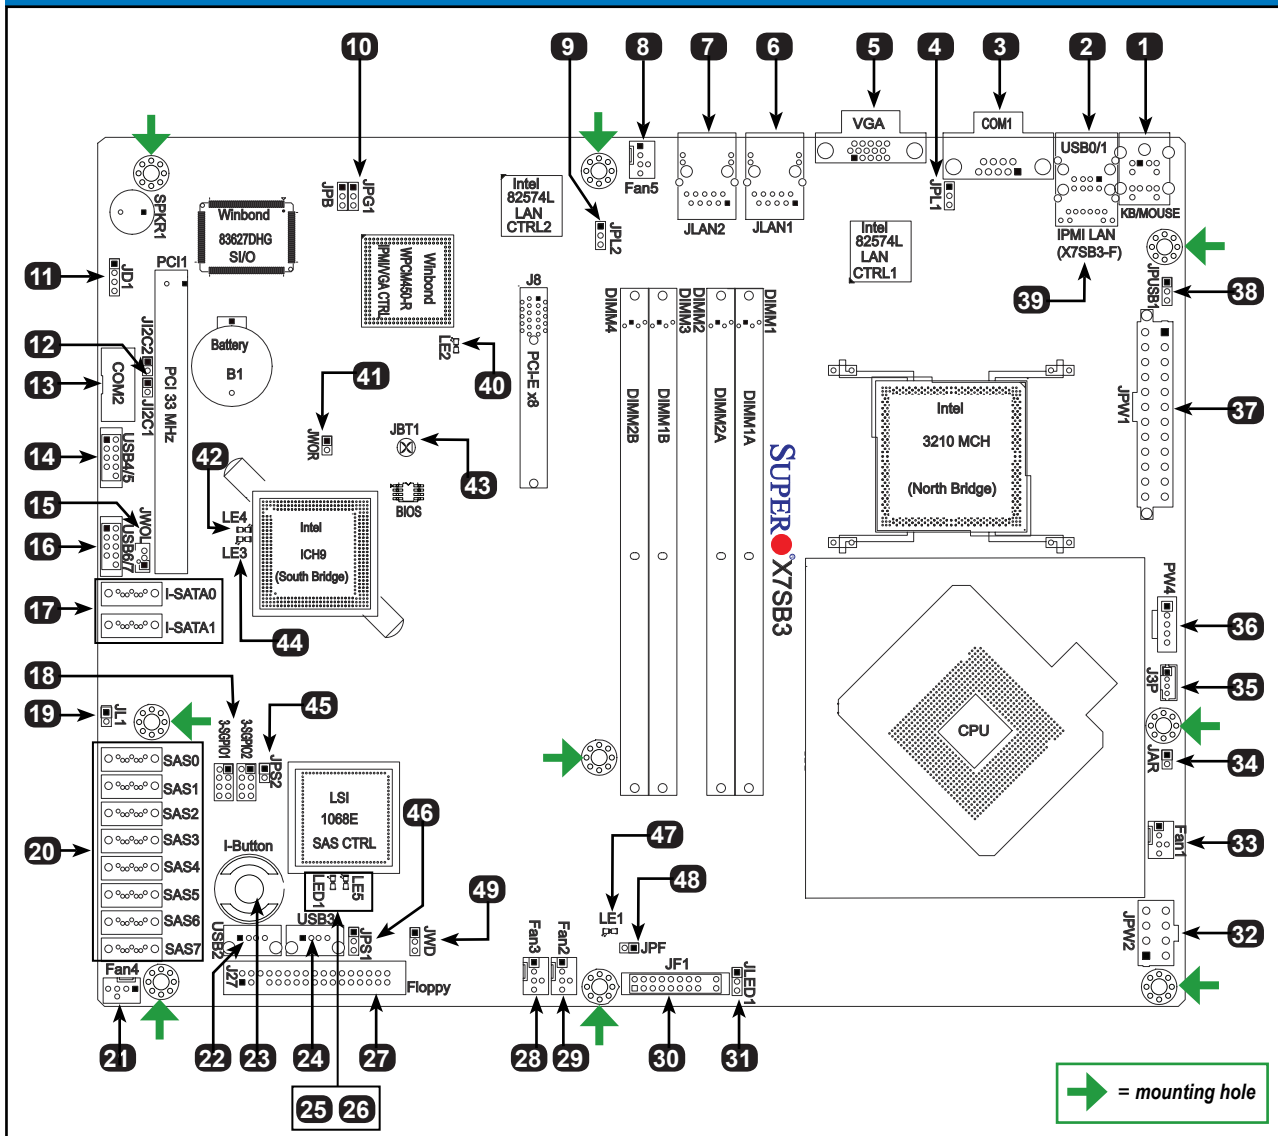 10
9
8
7
6
5
4
3
2
1
VGA
COM1
USB0/1
Fan5
JLAN2
JLAN1
JPL1
KB/MOUSE
IPMI LAN
(X7SB3-F)
SPKR1
Winbond
83627DHG
SI/O
JPB
JPG1
Intel
82574L
LAN
CTRL2
JPL2
Intel
82574L
LAN
CTRL1
11
JD1
PCI1
Winbond
WPCM450-R
IPMI/VGA CTRL
J8
PCI-E x8
DIMM4
DIMM3
DIMM2
DIMM1
39
JPUSB1
38
12
JI2C2
JI2C1
13
COM2
PCI 33 MHz
Battery
B1
LE2
40
41
JWOR
JBT1
43
BIOS
DIMM2B
DIMM1B
DIMM2A
DIMM1A
Intel
3210 MCH
(North Bridge)
JPW1
37
14
USB4/5
42
15
JWOL
16
USB6/7
LE4
LE3
Intel
ICH9
(South Bridge)
SUPER
X7SB3
17
I-SATA0
I-SATA1
44
PW4
36
J3P
35
18
19
JL1
3-SGPIO1
3-SGPIO2
45
JPS2
CPU
JAR
34
20
SAS0
SAS1
SAS2
SAS3
SAS4
SAS5
SAS6
SAS7
LSI
1068E
SAS CTRL
46
I-Button
LED1
LE5
47
48
49
Fan1
33
USB2
USB3
JPS1
JWD
Fan3
Fan2
LE1
JPF
JPW2
32
Fan4
J27
Floppy
JF1
JLED1
21
22
23
24
27
28
29
30
31
25
26
= mounting hole